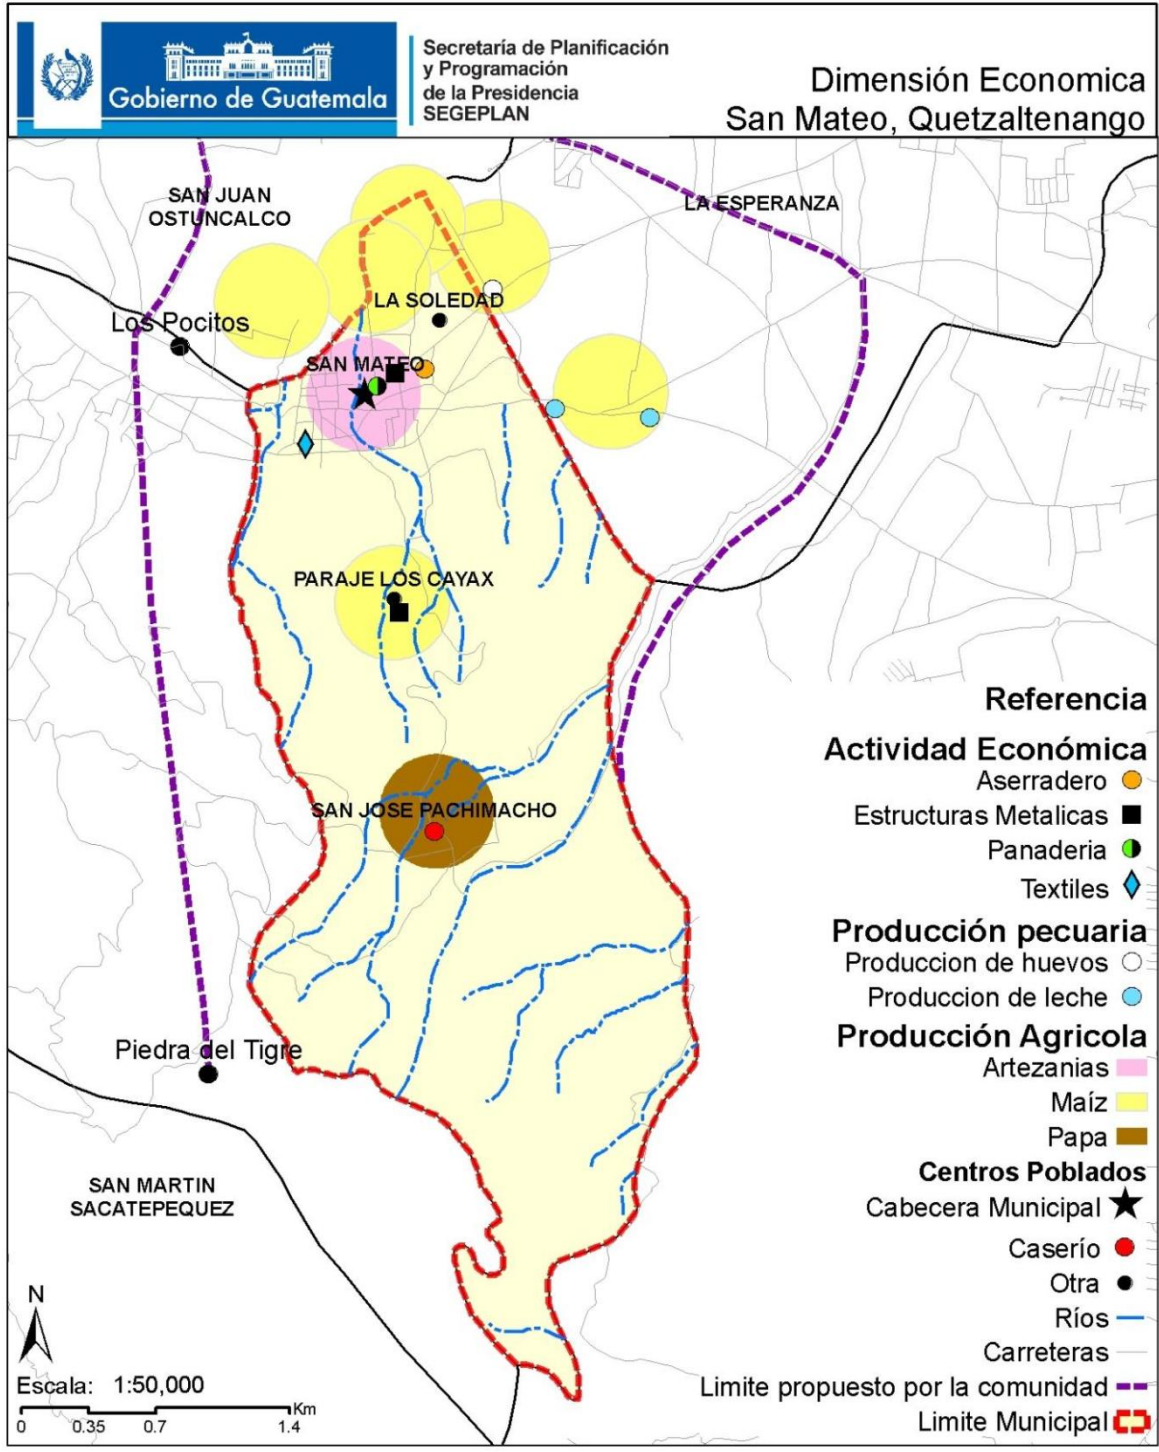 Gobierno de Guatemala
Secretaría de Planificación
y Programación
de la Presidencia
SEGEPLAN
Dimensión Economica
San Mateo, Quetzaltenango
SAN JUAN
OSTUNCALCO
LA ESPERANZA
LA SOLEDAD
Los Pocitos
SAN MATEO
PARAJE LOS CAYAX
SAN JOSE PACHIMACHO
Piedra del Tigre
SAN MARTIN
SACATEPEQUEZ
Referencia
Actividad Económica
Aserradero
Estructuras Metalicas
Panaderia
Textiles
Producción pecuaria
Produccion de huevos
Produccion de leche
Producción Agricola
Artezanias
Maíz
Papa
Centros Poblados
Cabecera Municipal
Caserío
Otra
Ríos
Carreteras
Limite propuesto por la comunidad
Limite Municipal
N
Escala: 1:50,000
Km
0 0.35 0.7 1.4